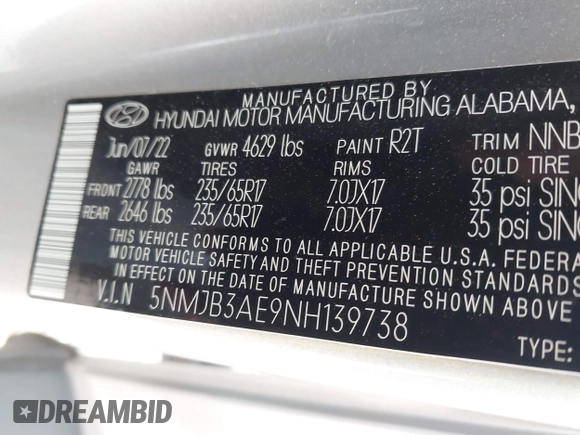 MANUFACTURED BY
HYUNDAI MOTOR MANUFACTURING ALABAMA,
Jun/07/22 GVWR 4629 lbs PAINT R2T TRIM NNB
GAWR TIRES RIMS COLD TIRE
FRONT 2778 lbs 235/65R17 7.0JX17 35 psi SING
REAR 2646 lbs 235/65R17 7.0JX17 35 psi SING
THIS VEHICLE CONFORMS TO ALL APPLICABLE U.S.A. FEDERAL
MOTOR VEHICLE SAFETY AND THEFT PREVENTION STANDARDS
EFFECT ON THE DATE OF MANUFACTURE SHOWN ABOVE.
V.I.N 5NMJB3AE9NH139738 TYPE:
DREAMBID